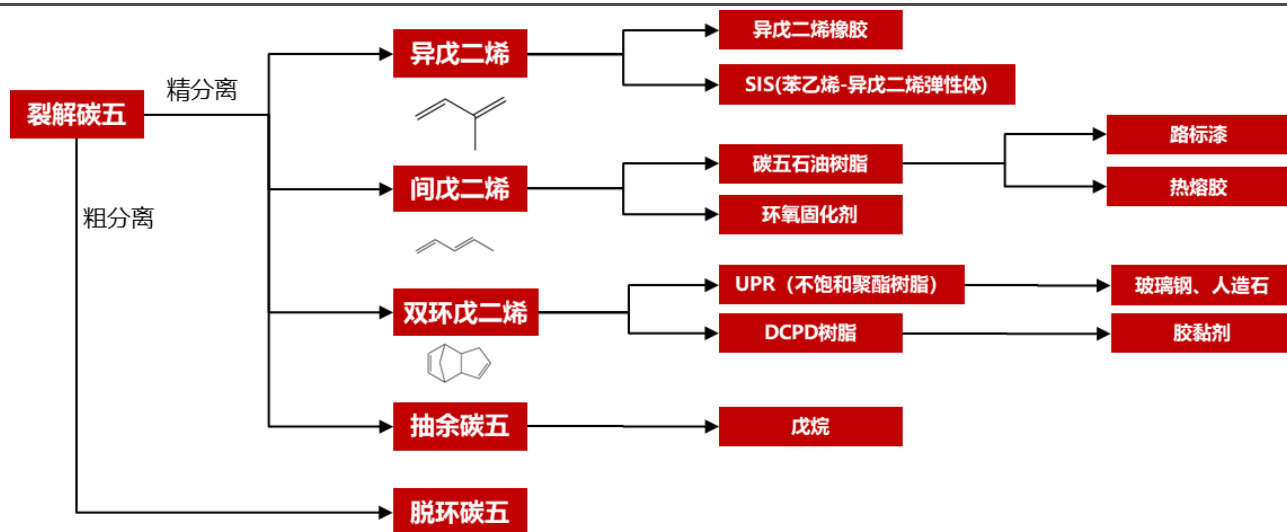 异戊二烯
异戊二烯橡胶
SIS(苯乙烯-异戊二烯弹性体)
精分离
裂解碳五
间戊二烯
碳五石油树脂
路标漆
热熔胶
环氧固化剂
粗分离
双环戊二烯
UPR（不饱和聚酯树脂）
玻璃钢、人造石
DCPD树脂
胶黏剂
抽余碳五
戊烷
脱环碳五